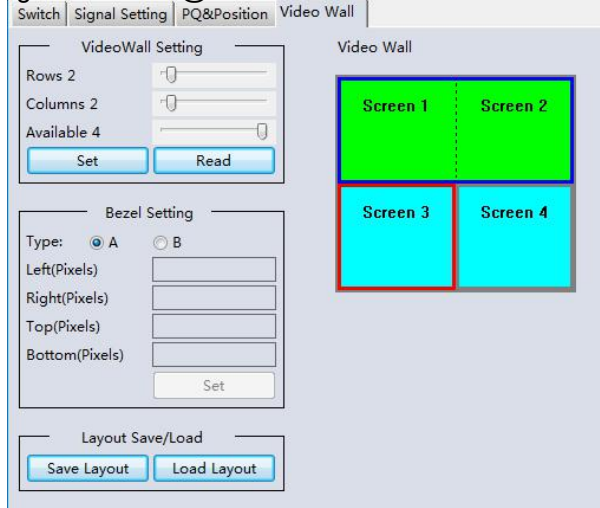 Switch Signal Setting PQ&Position Video Wall
VideoWall Setting
Rows 2
Columns 2
Available 4
Set Read
Bezel Setting
Type: A B
Left(Pixels)
Right(Pixels)
Top(Pixels)
Bottom(Pixels)
Set
Layout Save/Load
Save Layout Load Layout
Video Wall
Screen 1 Screen 2
Screen 3 Screen 4